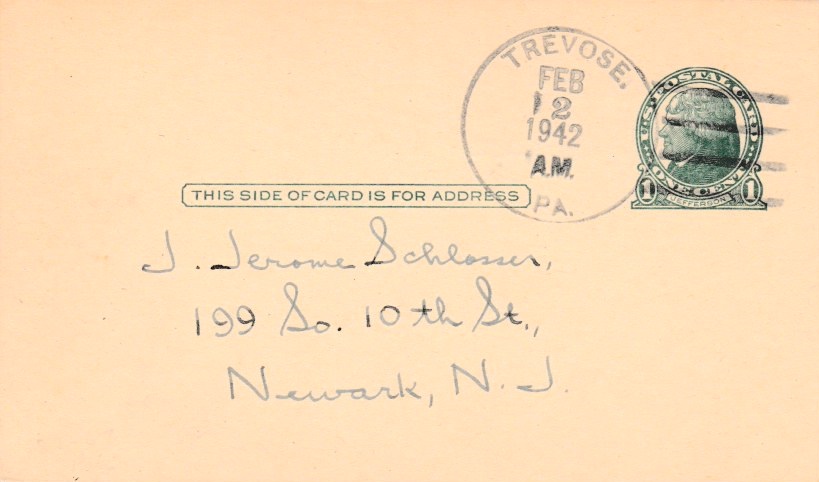 TREVOSE.
FEB
2
1942
A.M.
PA.
U.S. POSTAL CARD
ONE CENT
1 JEFFERSON 1
THIS SIDE OF CARD IS FOR ADDRESS
J. Jerome Schlosser,
199 So. 10th St.,
Newark, N. J.